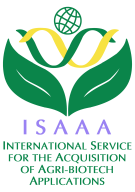 ISAAA
INTERNATIONAL SERVICE
FOR THE ACQUISITION
OF AGRI-BIOTECH
APPLICATIONS